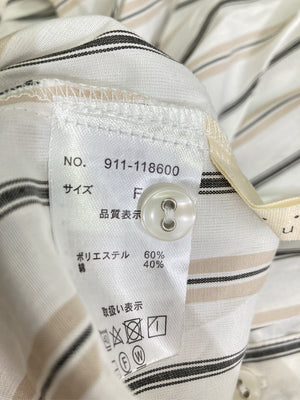 NO. 911-118600
サイズ F
品質表示
ポリエステル 60%
綿 40%
取扱い表示
F W